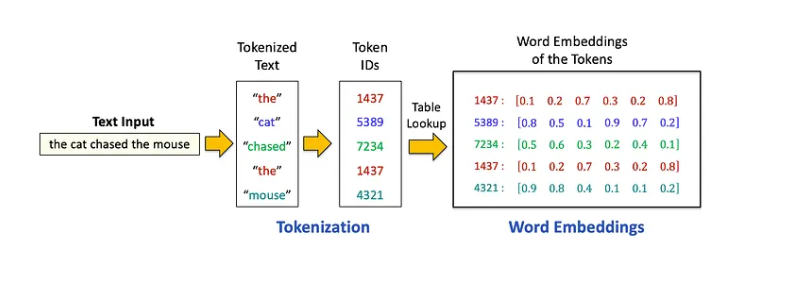 Text Input
the cat chased the mouse
Tokenized
Text
“the”
“cat”
“chased”
“the”
“mouse”
Token
IDs
1437
5389
7234
1437
4321
Tokenization
Table
Lookup
Word Embeddings
of the Tokens
1437 : [0.1 0.2 0.7 0.3 0.2 0.8]
5389 : [0.8 0.5 0.1 0.9 0.7 0.2]
7234 : [0.5 0.6 0.3 0.2 0.4 0.1]
1437 : [0.1 0.2 0.7 0.3 0.2 0.8]
4321 : [0.9 0.8 0.4 0.1 0.1 0.2]
Word Embeddings